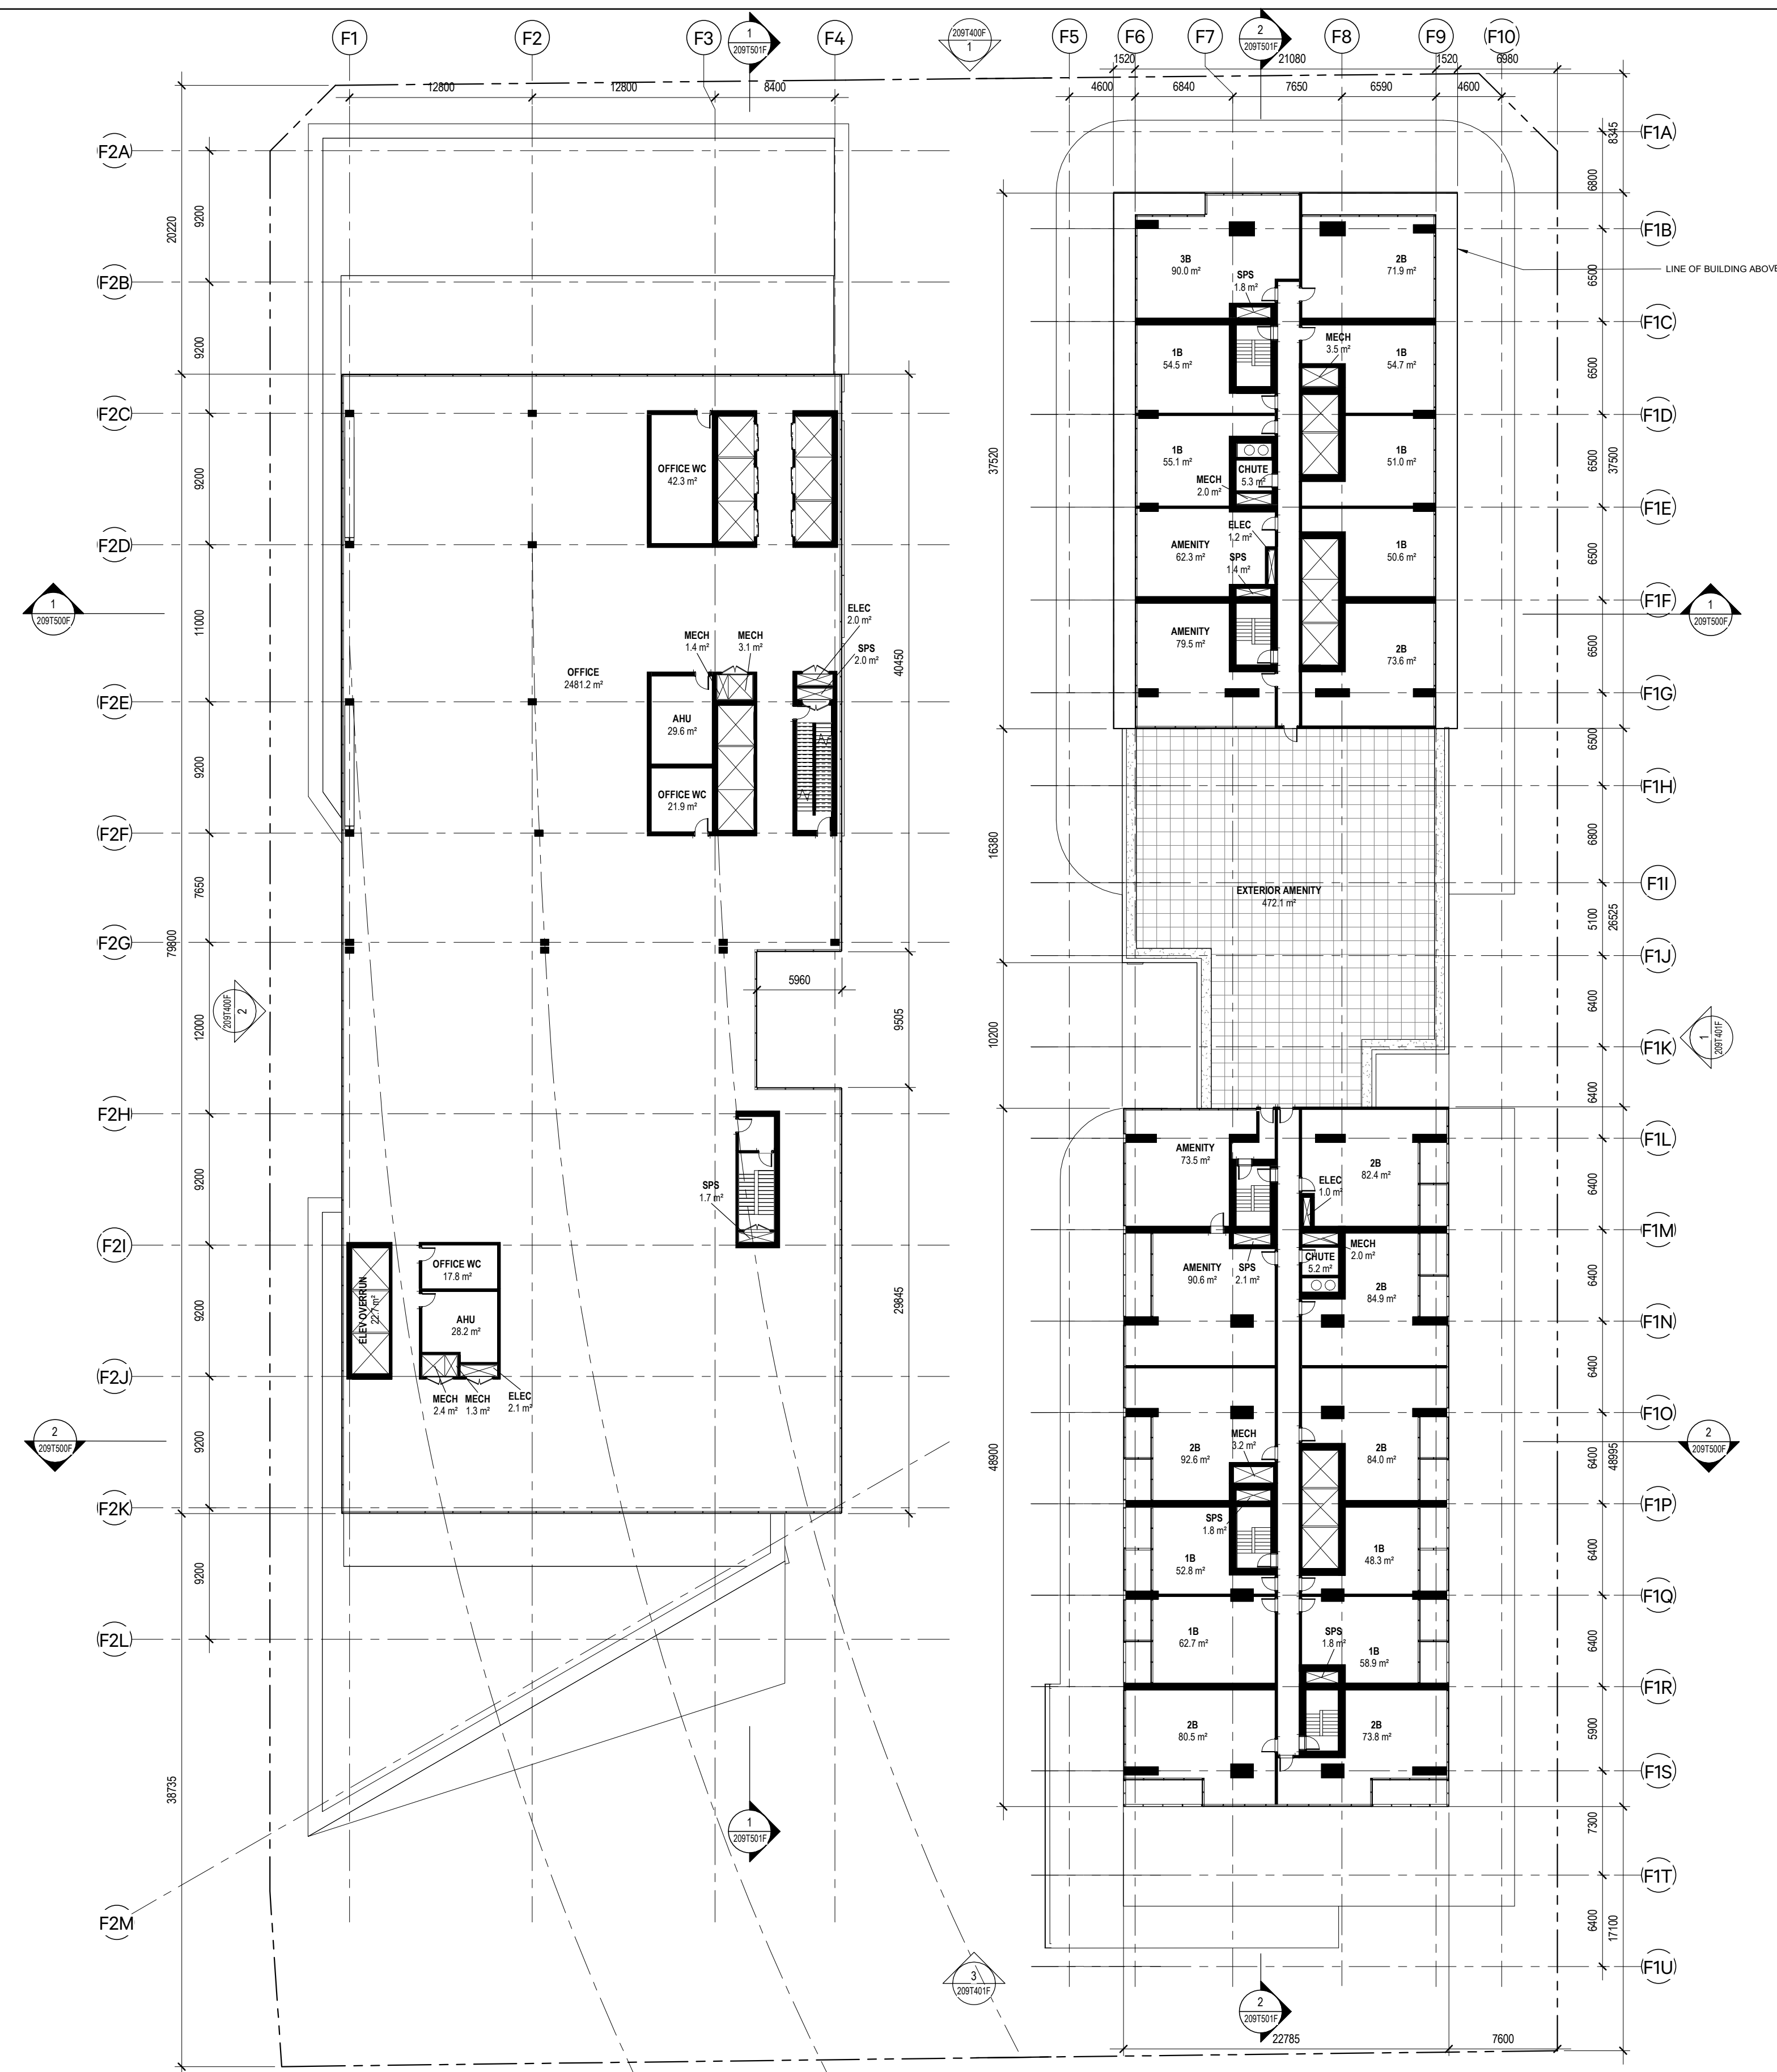 F1
F2
F3
1
209T501F
F4
209T400F
1
F5
F6
F7
2
209T501F
F8
F9
F10
1520
21080
1520
6980
12800
12800
8400
4600
6840
7650
6590
4600
F2A
F2B
F2C
F2D
F2E
F2F
F2G
F2H
F2I
F2J
F2K
F2L
F2M
20220
79800
38735
9200
9200
9200
11000
9200
7650
12000
9200
9200
9200
9200
1
209T500F
209T400F
2
2
209T500F
OFFICE WC
42.3 m²
OFFICE
2481.2 m²
MECH
1.4 m²
MECH
3.1 m²
ELEC
2.0 m²
SPS
2.0 m²
AHU
29.6 m²
OFFICE WC
21.9 m²
40450
5960
9505
29845
SPS
1.7 m²
ELEV OVERRUN
22.7 m²
OFFICE WC
17.8 m²
AHU
28.2 m²
MECH
2.4 m²
MECH
1.3 m²
ELEC
2.1 m²
1
209T501F
3
209T401F
37520
16380
10200
48900
3B
90.0 m²
SPS
1.8 m²
2B
71.9 m²
LINE OF BUILDING ABOVE
1B
54.5 m²
MECH
3.5 m²
1B
54.7 m²
1B
55.1 m²
CHUTE
5.3 m²
MECH
2.0 m²
1B
51.0 m²
AMENITY
62.3 m²
ELEC
1.2 m²
SPS
1.4 m²
1B
50.6 m²
AMENITY
79.5 m²
2B
73.6 m²
EXTERIOR AMENITY
472.1 m²
AMENITY
73.5 m²
2B
82.4 m²
ELEC
1.0 m²
AMENITY
90.6 m²
SPS
2.1 m²
CHUTE
5.2 m²
MECH
2.0 m²
2B
84.9 m²
2B
92.6 m²
MECH
3.2 m²
2B
84.0 m²
SPS
1.8 m²
1B
52.8 m²
1B
48.3 m²
1B
62.7 m²
SPS
1.8 m²
1B
58.9 m²
2B
80.5 m²
2B
73.8 m²
2
209T501F
22785
7600
8345
37500
26525
48995
17100
6800
6500
6500
6500
6500
6500
6500
6800
5100
6400
6400
6400
6400
6400
6400
6400
6400
5900
7300
6400
F1A
F1B
F1C
F1D
F1E
F1F
F1G
F1H
F1I
F1J
F1K
F1L
F1M
F1N
F1O
F1P
F1Q
F1R
F1S
F1T
F1U
1
209T500F
1
209T401F
2
209T500F